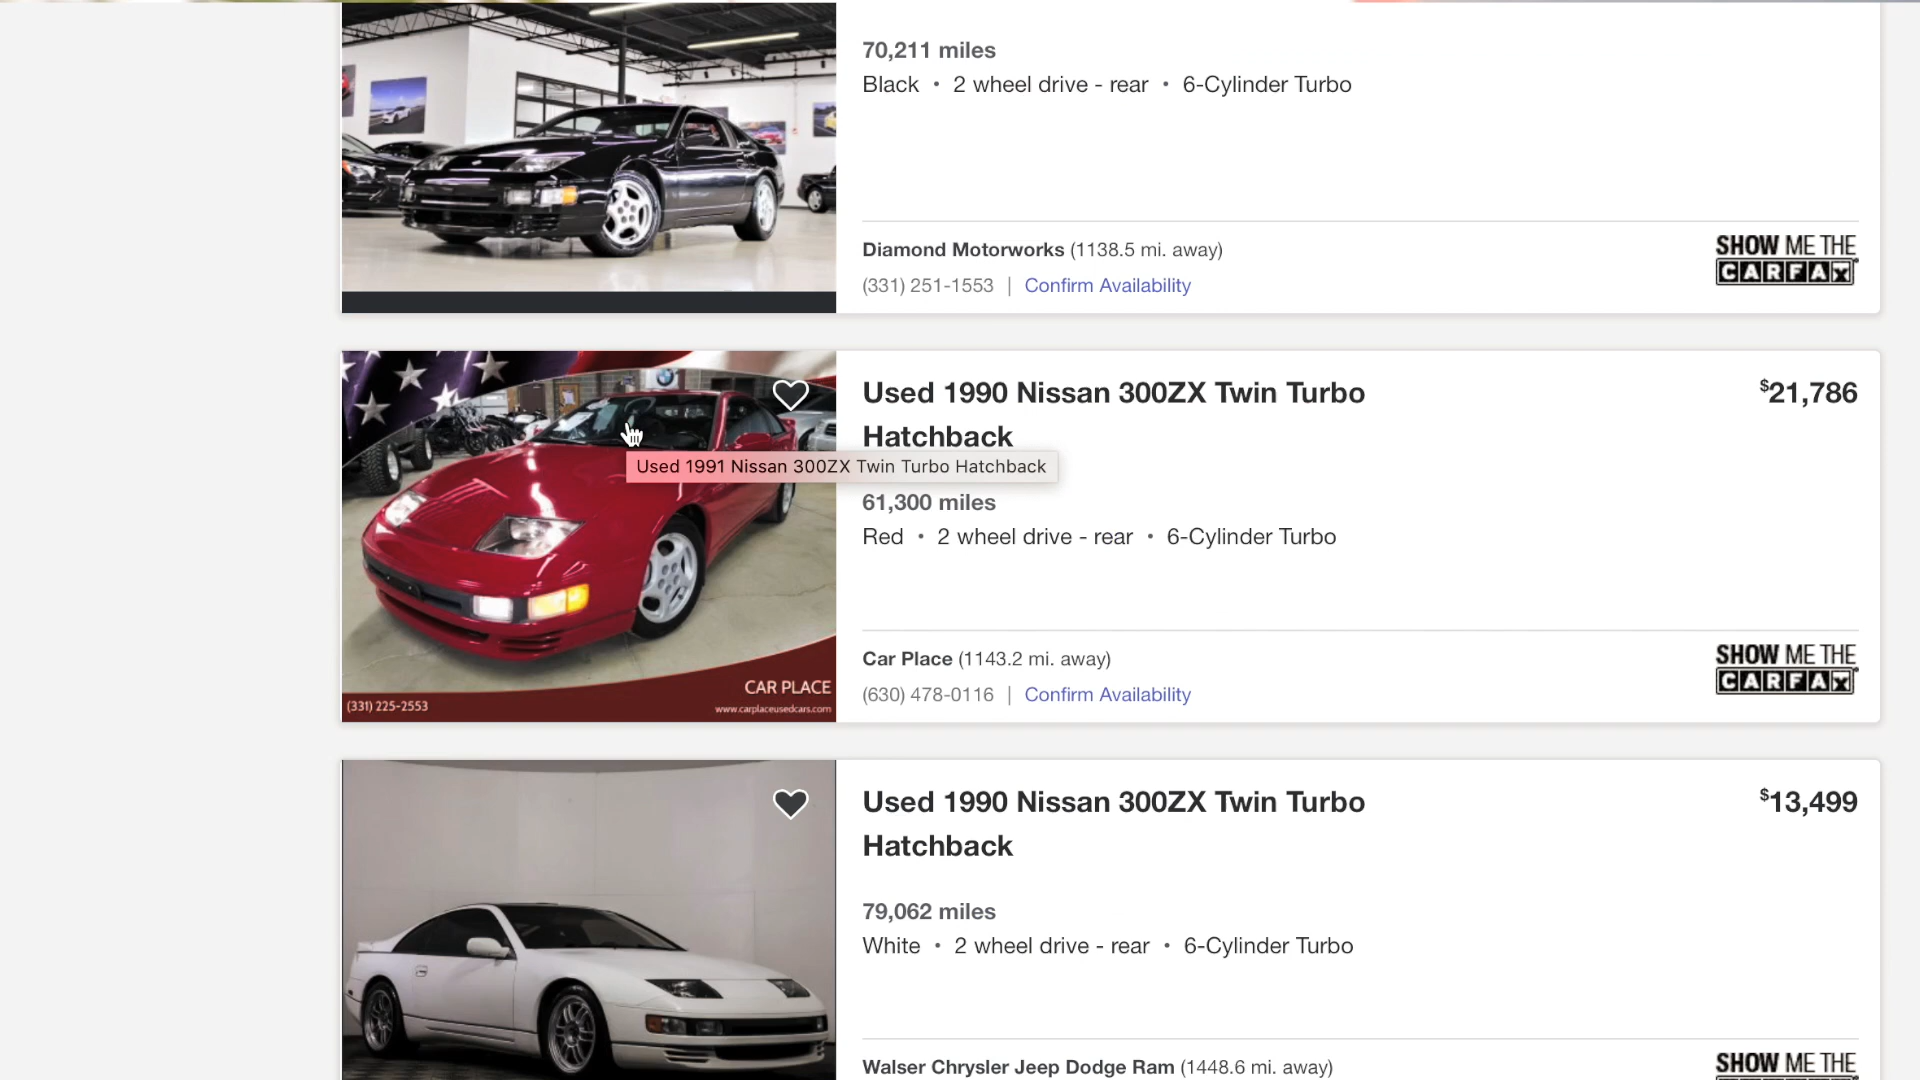 70,211 miles
Black • 2 wheel drive - rear • 6-Cylinder Turbo
Diamond Motorworks (1138.5 mi. away)
SHOW ME THE
CARFAX
(331) 251-1553 | Confirm Availability
Used 1990 Nissan 300ZX Twin Turbo
Hatchback
$21,786
Used 1991 Nissan 300ZX Twin Turbo Hatchback
61,300 miles
Red • 2 wheel drive - rear • 6-Cylinder Turbo
Car Place (1143.2 mi. away)
SHOW ME THE
CARFAX
(630) 478-0116 | Confirm Availability
CAR PLACE
(331) 225-2553
www.carplaceusedcars.com
Used 1990 Nissan 300ZX Twin Turbo
Hatchback
$13,499
79,062 miles
White • 2 wheel drive - rear • 6-Cylinder Turbo
Walser Chrysler Jeep Dodge Ram (1448.6 mi. away)
SHOW ME THE